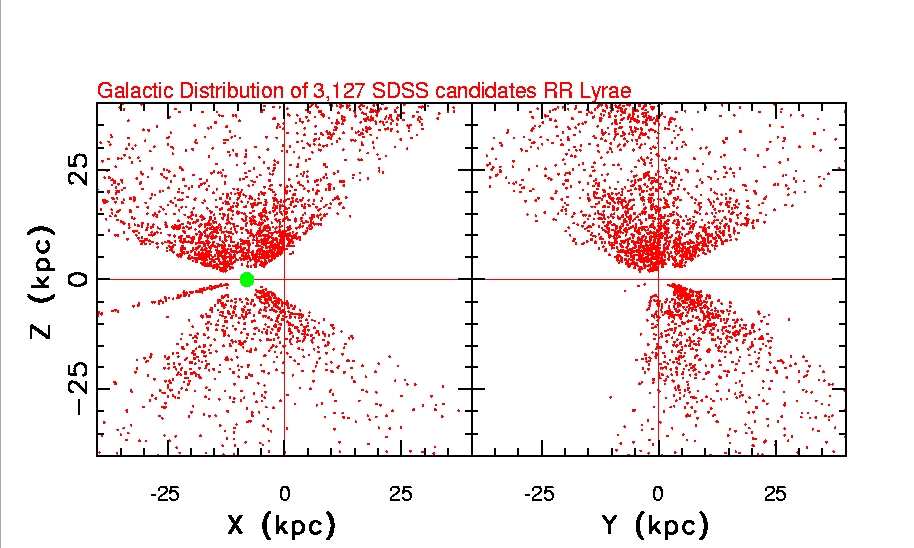 Galactic Distribution of 3,127 SDSS candidates RR Lyrae
25
0
−25
Z (kpc)
-25 0 25 -25 0 25
X (kpc) Y (kpc)